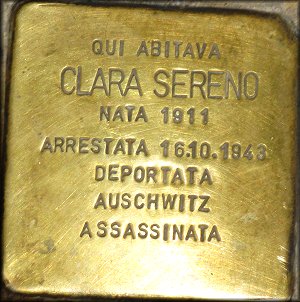 QUI ABITAVA
CLARA SERENO
NATA 1911
ARRESTATA 16.10.1943
DEPORTATA
AUSCHWITZ
ASSASSINATA